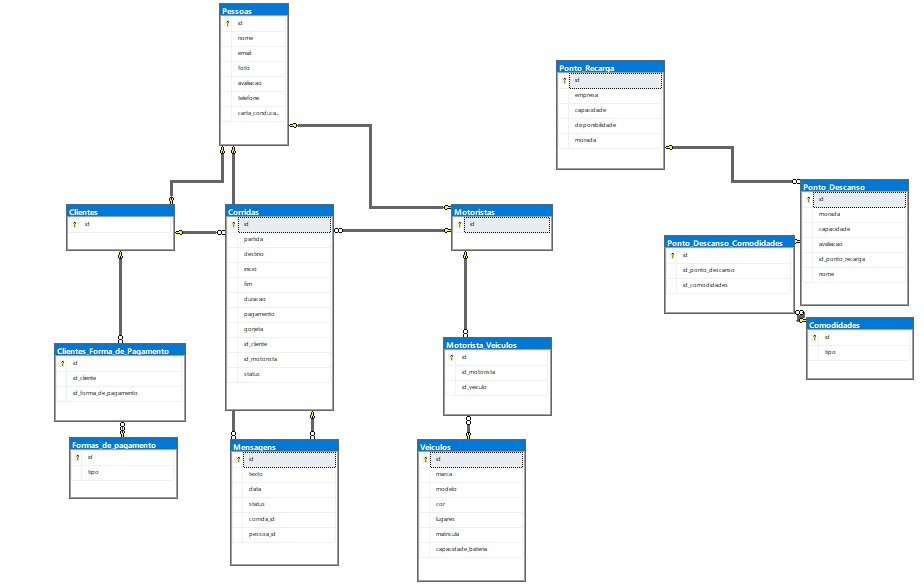 Pessoas
id
nome
email
foto
avaliacao
telefone
carta_conduca...
Ponto_Recarga
id
empresa
capacidade
disponibilidade
morada
Clientes
id
Corridas
id
partida
destino
inicio
fim
duracao
pagamento
gorjeta
id_cliente
id_motorista
status
Motoristas
id
Ponto_Descanso
id
morada
capacidade
avaliacao
id_ponto_recarga
nome
Ponto_Descanso_Comodidades
id
id_ponto_descanso
id_comodidades
Comodidades
id
tipo
Clientes_Forma_de_Pagamento
id
id_cliente
id_forma_de_pagamento
Motorista_Veiculos
id
id_motorista
id_veiculo
Formas_de_pagamento
id
tipo
Mensagens
id
texto
data
status
corrida_id
pessoa_id
Veiculos
id
marca
modelo
cor
lugares
matricula
capacidade_bateria